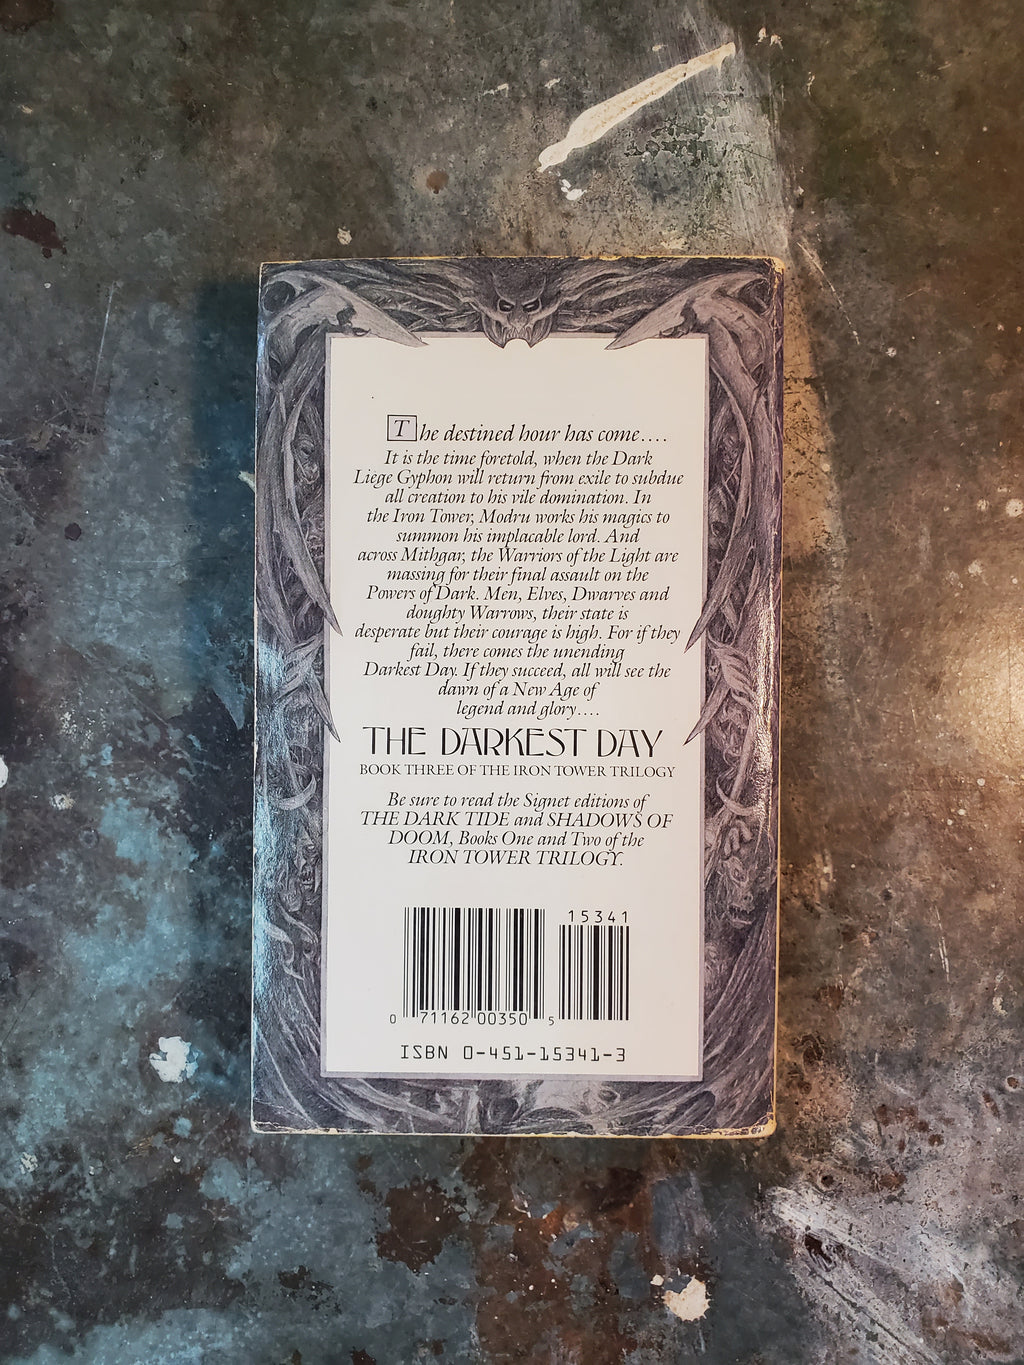 The destined hour has come....
It is the time foretold, when the Dark
Liege Gyphon will return from exile to subdue
all creation to his vile domination. In
the Iron Tower, Modru works his magics to
summon his implacable lord. And
across Mithgar, the Warriors of the Light are
massing for their final assault on the
Powers of Dark. Men, Elves, Dwarves and
doughty Warrows, their state is
desperate but their courage is high. For if they
fail, there comes the unending
Darkest Day. If they succeed, all will see the
dawn of a New Age of
legend and glory....
THE DARKEST DAY
BOOK THREE OF THE IRON TOWER TRILOGY
Be sure to read the Signet editions of
THE DARK TIDE and SHADOWS OF
DOOM, Books One and Two of the
IRON TOWER TRILOGY.
15341
0 71162 00350 5
ISBN 0-451-15341-3